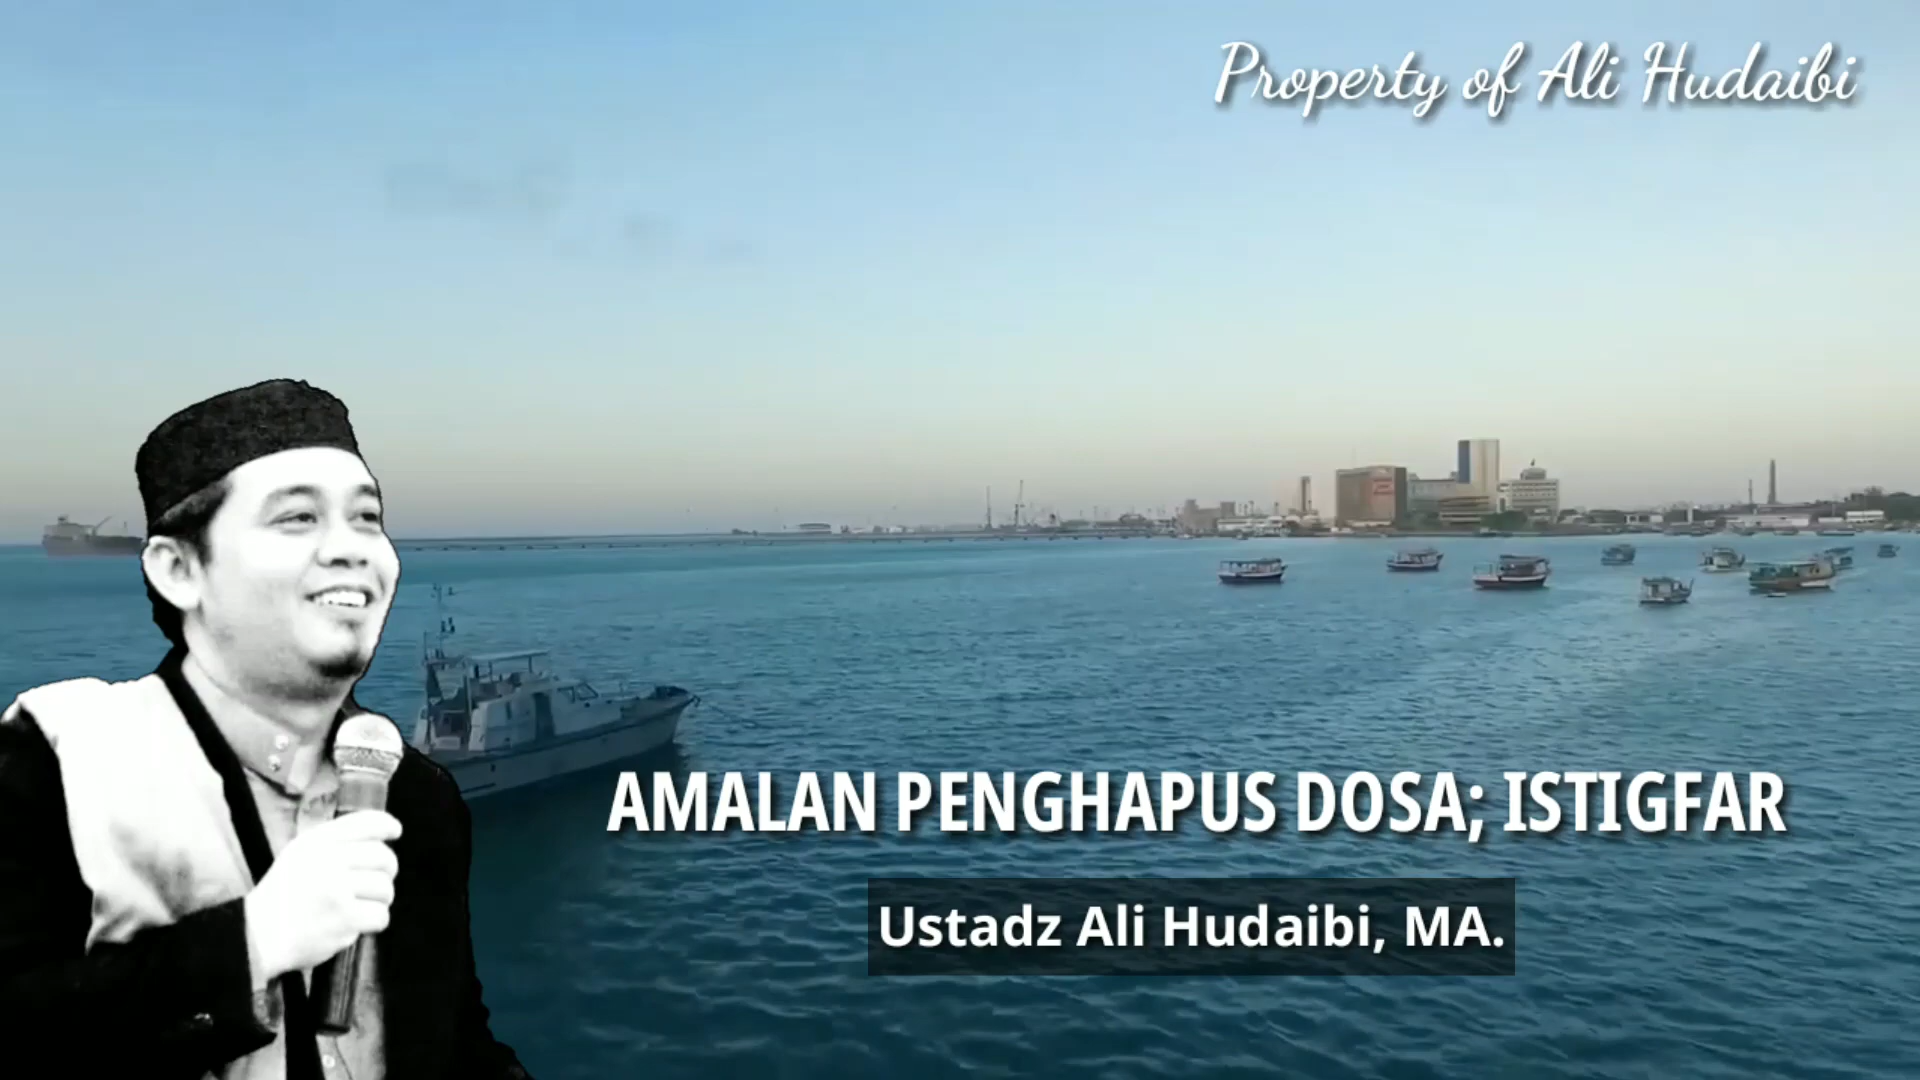 Property of Ali Hudaibi
AMALAN PENGHAPUS DOSA; ISTIGFAR
Ustadz Ali Hudaibi, MA.